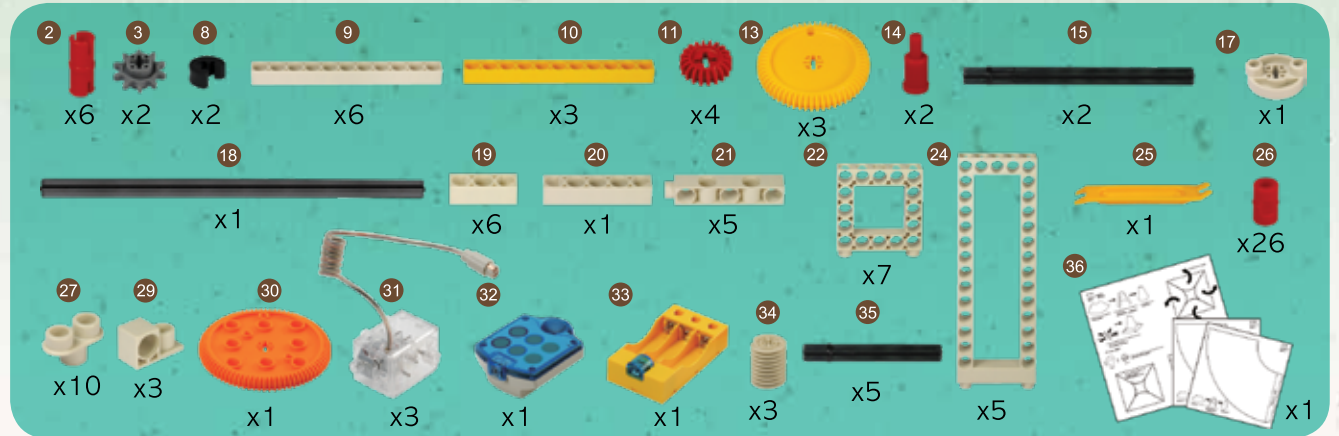 2 3 8 9 10 11 13 14 15 17
x6 x2 x2 x6 x3 x4 x3 x2 x2 x1
18 19 20 21 22 24 25 26
x1 x6 x1 x5 x7 x5 x1 x26
27 29 30 31 32 33 34 35 36
x10 x3 x1 x3 x1 x1 x3 x5 x1